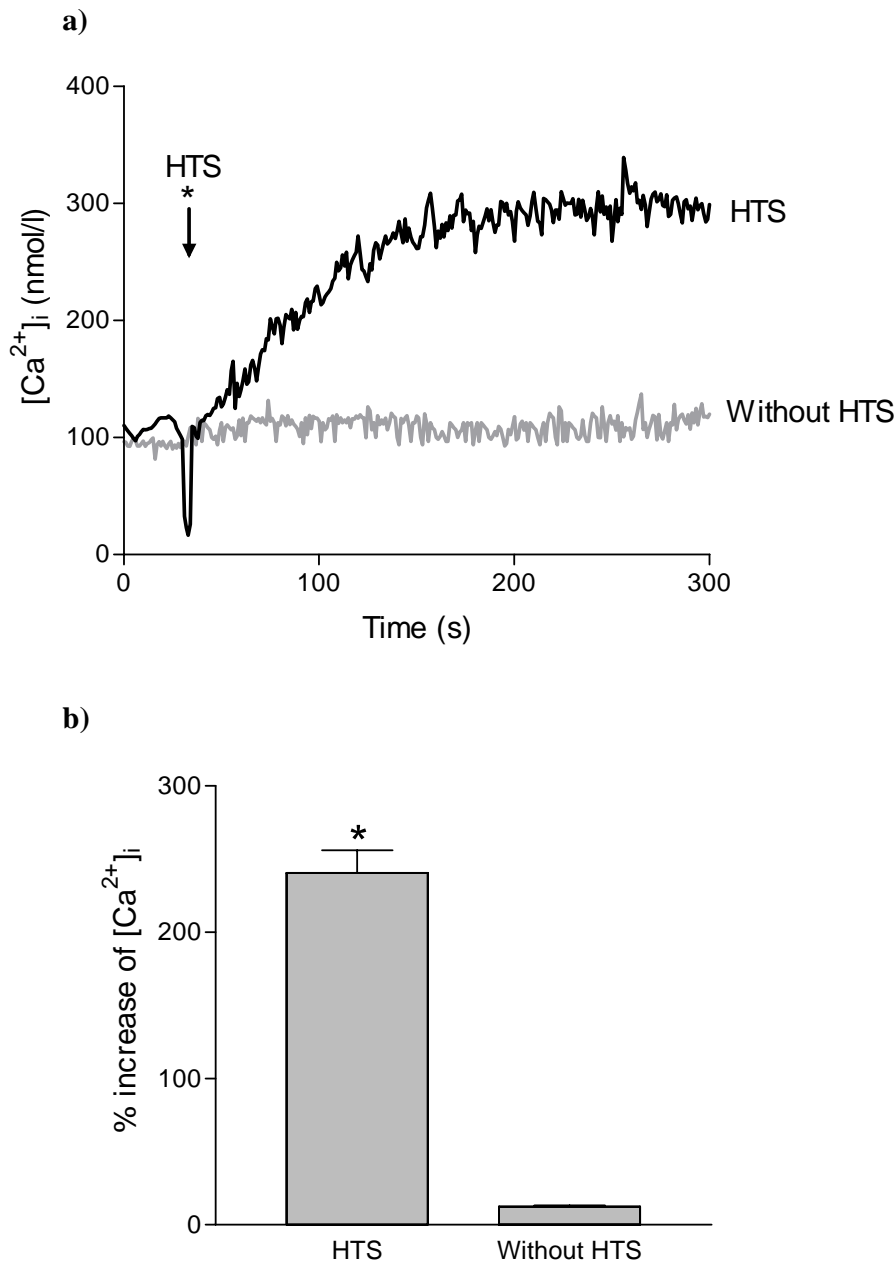 a)
400
300
200
100
0
[Ca²⁺]ᵢ (nmol/l)
HTS
*
HTS
Without HTS
0 100 200 300
Time (s)
b)
300
200
100
0
% increase of [Ca²⁺]ᵢ
*
HTS Without HTS